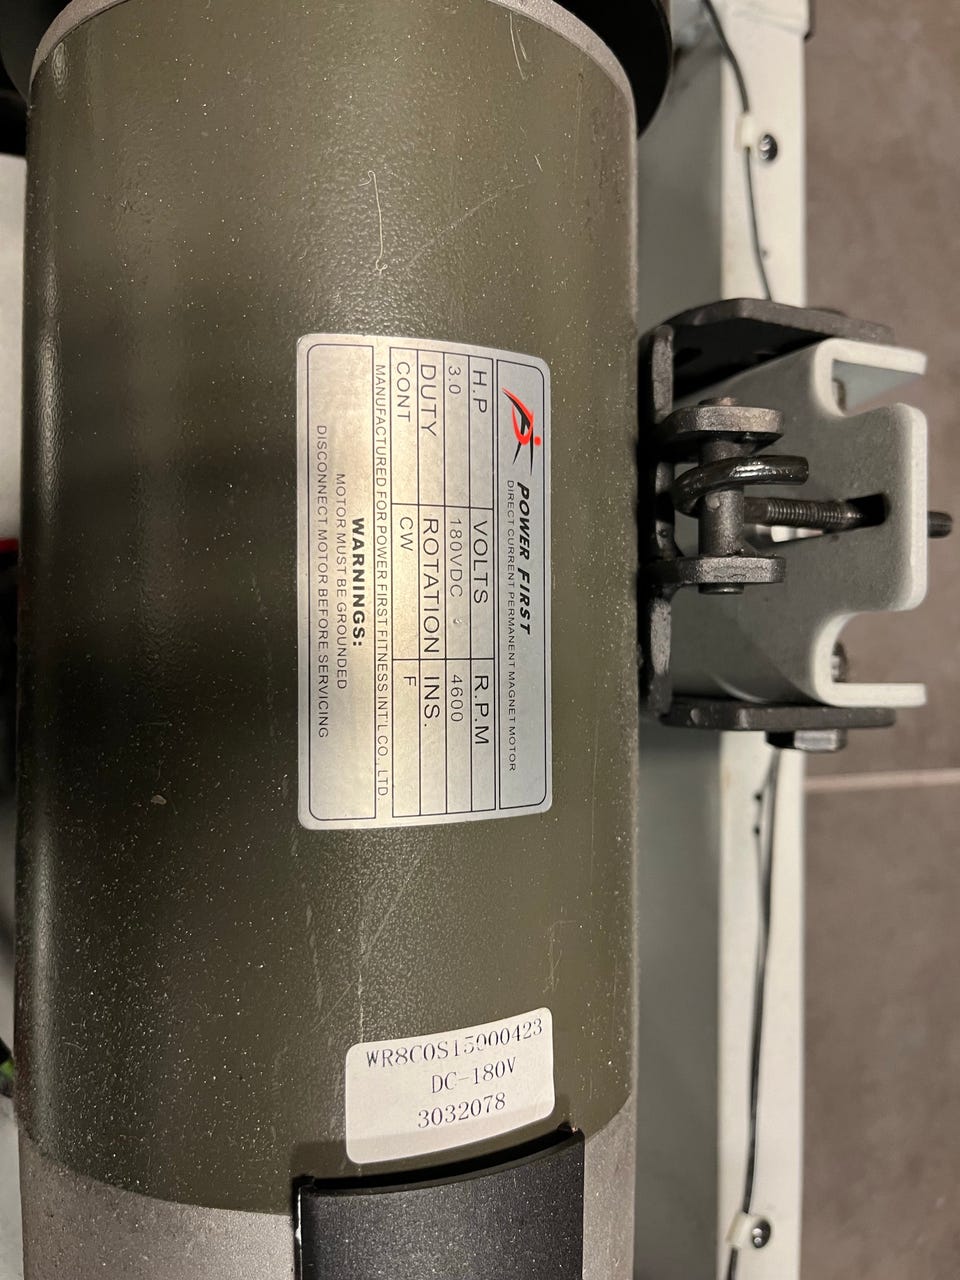 POWER FIRST
DIRECT CURRENT PERMANENT MAGNET MOTOR
H.P VOLTS R.P.M
3.0 180VDC 4600
DUTY ROTATION INS.
CONT CW F
MANUFACTURED FOR POWER FIRST FITNESS INT'L CO., LTD.
WARNINGS:
MOTOR MUST BE GROUNDED
DISCONNECT MOTOR BEFORE SERVICING
WR8C0S15000423
DC-180V
3032078